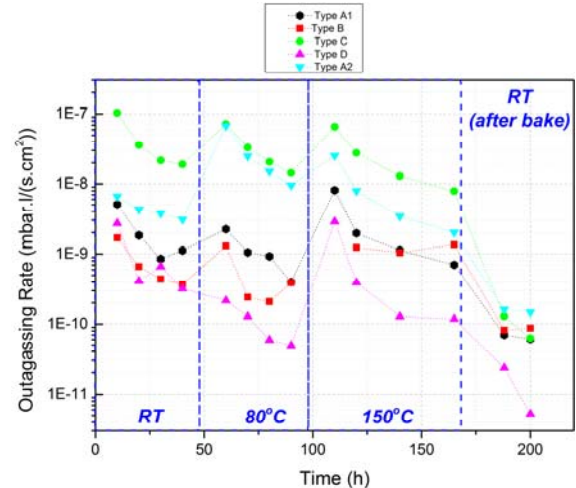 Type A1
Type B
Type C
Type D
Type A2
1E-7
1E-8
1E-9
1E-10
1E-11
Outagassing Rate (mbar.l/(s.cm²))
RT
80°C
150°C
RT
(after bake)
0
50
100
150
200
Time (h)